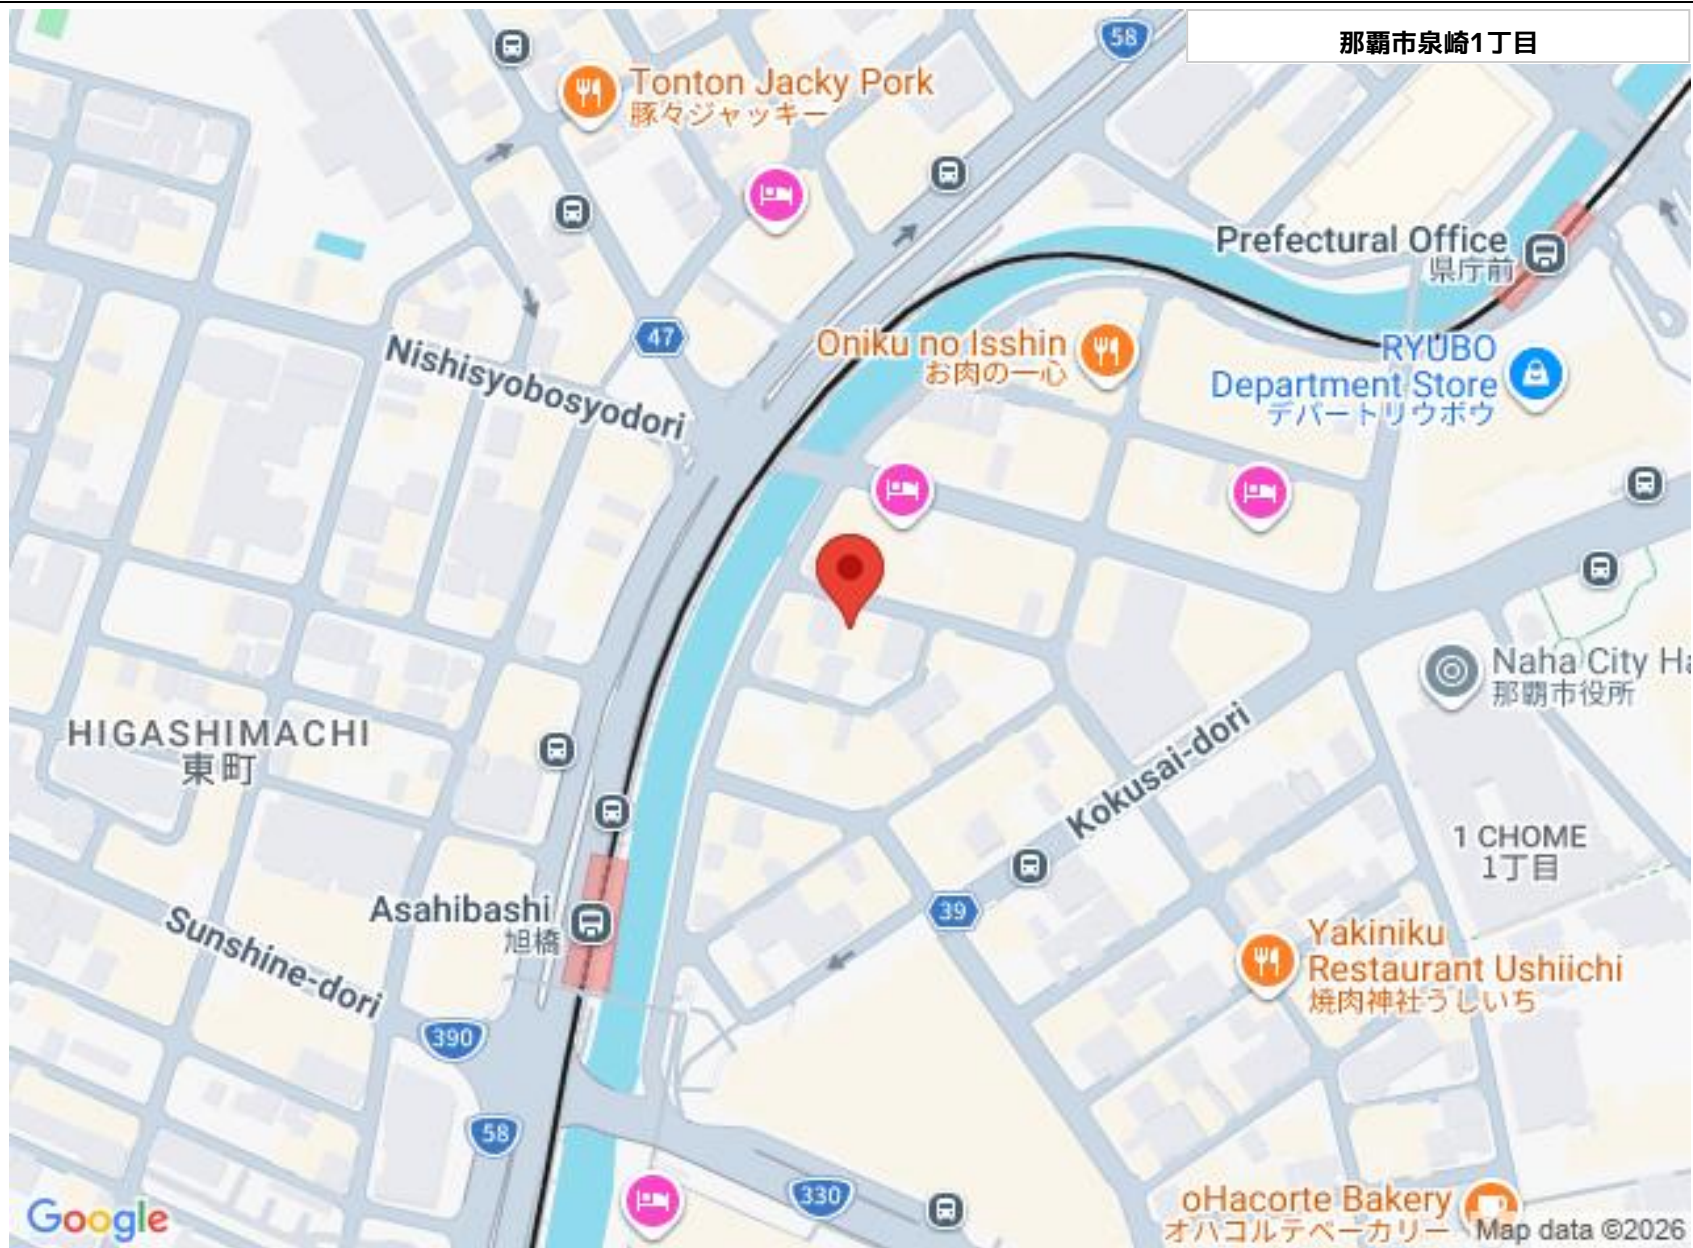 58
那覇市泉崎1丁目
Tonton Jacky Pork
豚々ジャッキー
Prefectural Office
県庁前
47
Nishisyobosyodori
Oniku no Isshin
お肉の一心
RYUBO
Department Store
デパートリウボウ
Naha City Ha
那覇市役所
HIGASHIMACHI
東町
Kokusai-dori
1 CHOME
1丁目
Asahibashi
旭橋
39
Sunshine-dori
Yakiniku
Restaurant Ushiichi
焼肉神社うしいち
390
58
330
oHacorte Bakery
オハコルテベーカリー
Google
Map data ©2026